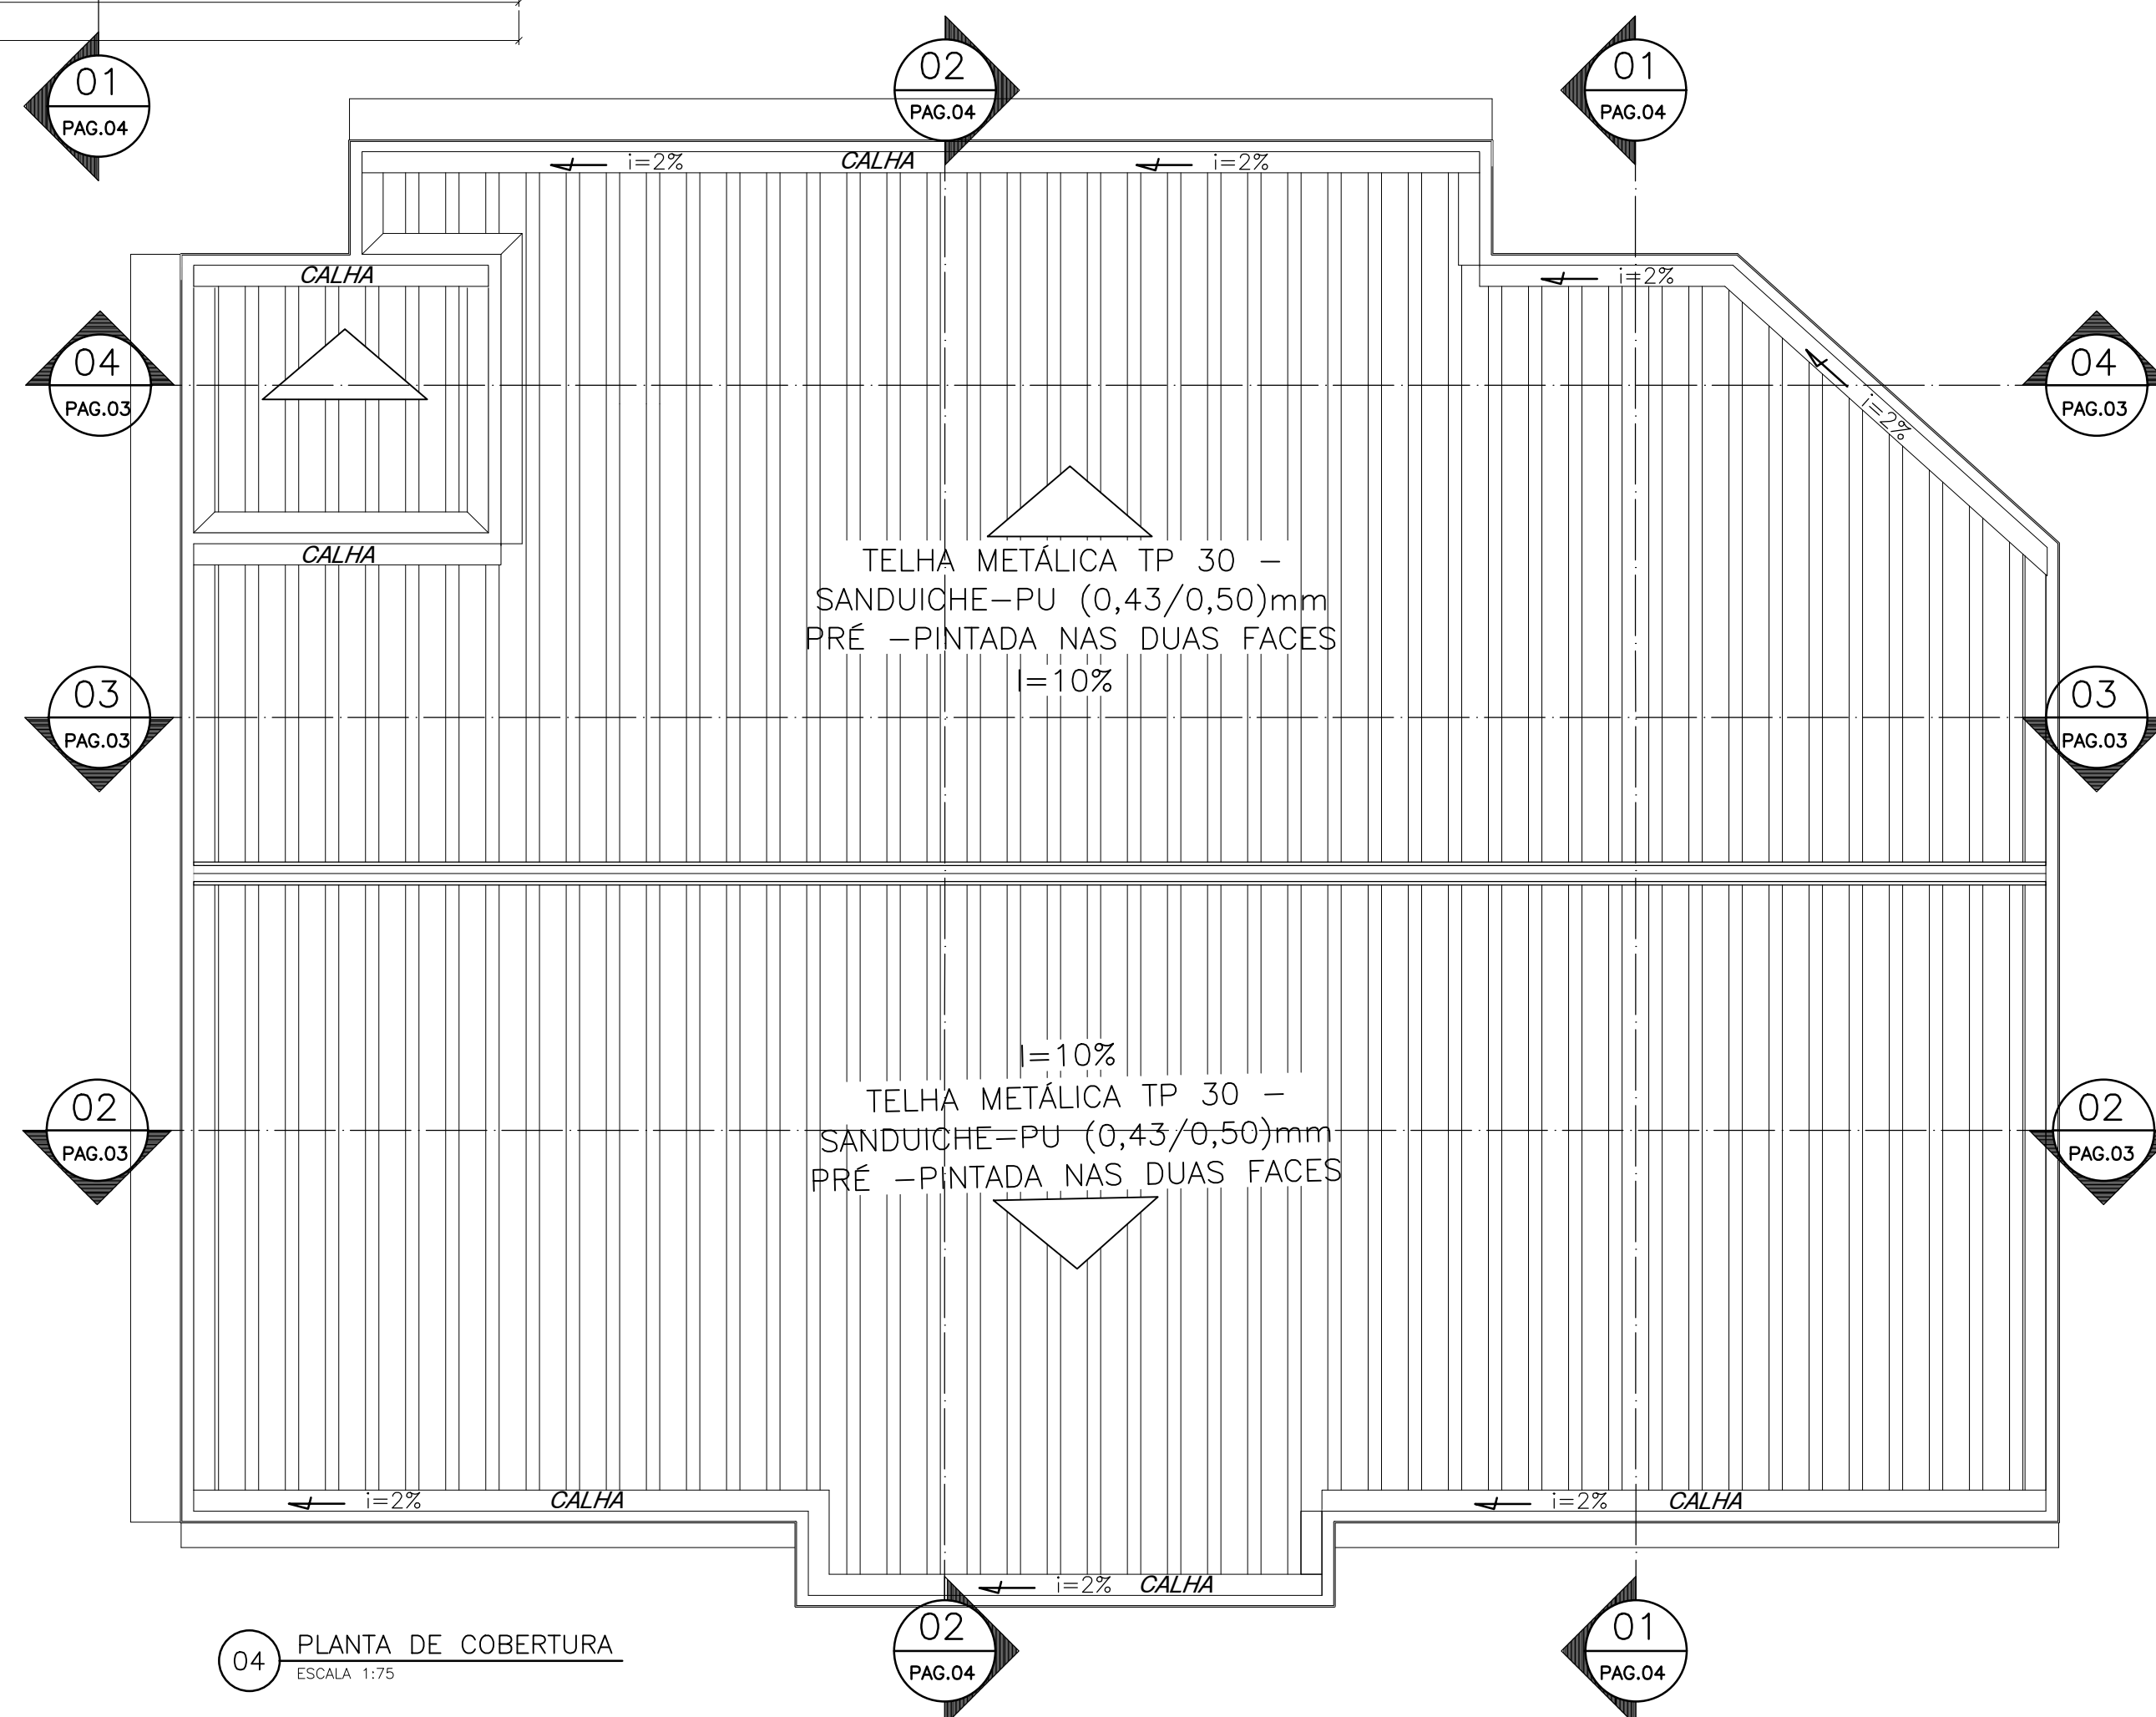 01
PAG.04
02
PAG.04
01
PAG.04
i=2%
CALHA
i=2%
CALHA
i=2%
04
PAG.03
04
PAG.03
i=2%
CALHA
TELHA METÁLICA TP 30 –
SANDUICHE–PU (0,43/0,50)mm
PRÉ –PINTADA NAS DUAS FACES
I=10%
03
PAG.03
03
PAG.03
I=10%
TELHA METÁLICA TP 30 –
SANDUICHE–PU (0,43/0,50)mm
PRÉ –PINTADA NAS DUAS FACES
02
PAG.03
02
PAG.03
i=2%
CALHA
i=2%
CALHA
i=2%
CALHA
02
PAG.04
01
PAG.04
04
PLANTA DE COBERTURA
ESCALA 1:75